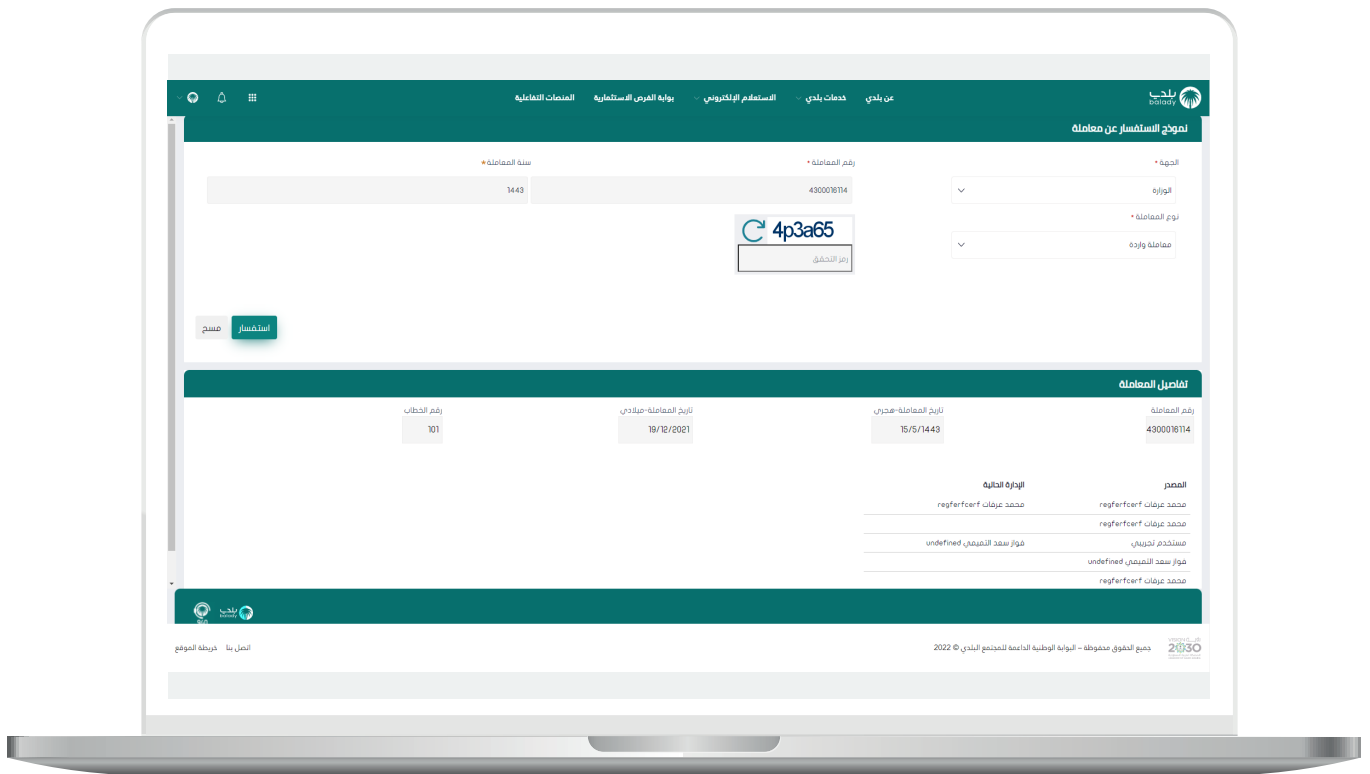 بلدي
balady
عن بلدي
خدمات بلدي
الاستعلام الإلكتروني
بوابة الفرص الاستثمارية
المنصات التفاعلية
نموذج الاستفسار عن معاملة
الجهة *
رقم المعاملة *
سنة المعاملة *
الوزارة
4300016114
1443
نوع المعاملة *
معاملة واردة
4p3a65
رمز التحقق
استفسار
مسح
تفاصيل المعاملة
رقم المعاملة
تاريخ المعاملة-هجري
تاريخ المعاملة-ميلادي
رقم الخطاب
4300016114
15/5/1443
19/12/2021
101
المصدر
الإدارة الحالية
محمد عرفات regferfcerf
محمد عرفات regferfcerf
محمد عرفات regferfcerf
مستخدم تجريبي
فواز سعد التميمي undefined
فواز سعد التميمي undefined
محمد عرفات regferfcerf
بلدي
balady
940
2030
جميع الحقوق محفوظة – البوابة الوطنية الداعمة للمجتمع البلدي © 2022
اتصل بنا
خريطة الموقع